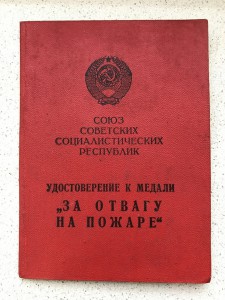 СОЮЗ
СОВЕТСКИХ
СОЦИАЛИСТИЧЕСКИХ
РЕСПУБЛИК
УДОСТОВЕРЕНИЕ К МЕДАЛИ
„ЗА ОТВАГУ
НА ПОЖАРЕ“